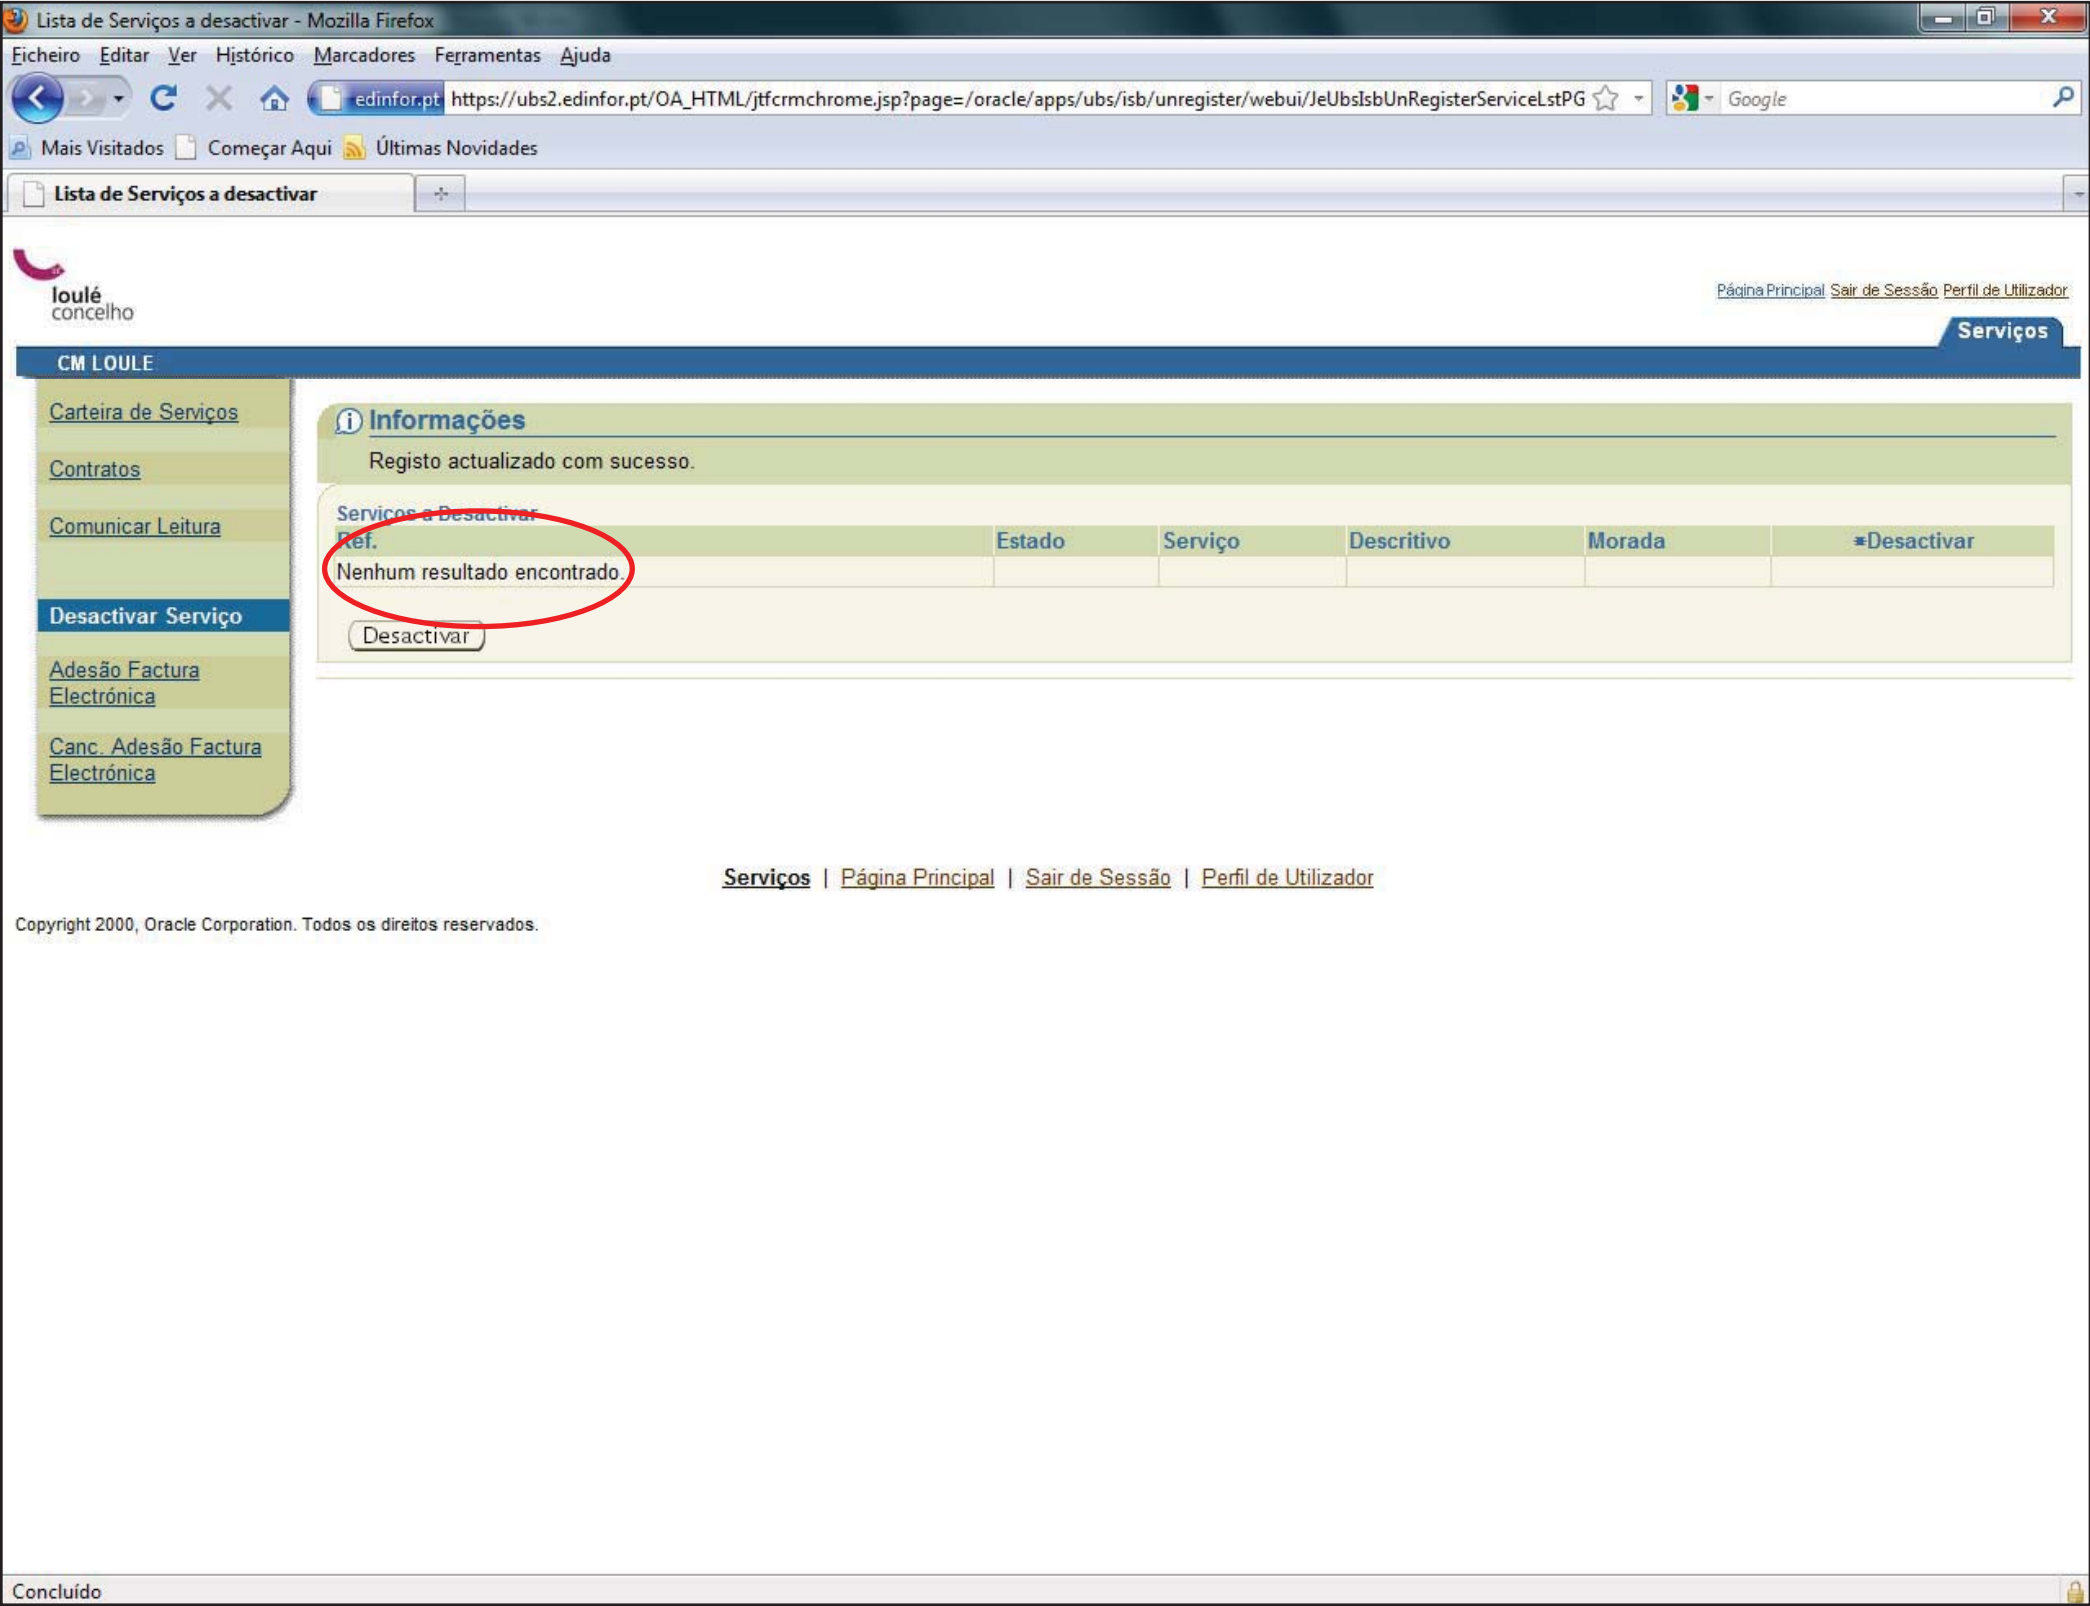 Lista de Serviços a desactivar - Mozilla Firefox
Ficheiro Editar Ver Histórico Marcadores Ferramentas Ajuda
edinfor.pt https://ubs2.edinfor.pt/OA_HTML/jtfcrmchrome.jsp?page=/oracle/apps/ubs/isb/unregister/webui/JeUbsIsbUnRegisterServiceLstPG Google
Mais Visitados Começar Aqui Últimas Novidades
Lista de Serviços a desactivar
loulé
concelho
Página Principal Sair de Sessão Perfil de Utilizador
Serviços
CM LOULE
Carteira de Serviços
Contratos
Comunicar Leitura
Desactivar Serviço
Adesão Factura
Electrónica
Canc. Adesão Factura
Electrónica
Informações
Registo actualizado com sucesso.
Serviços a Desactivar
Ref. Estado Serviço Descritivo Morada Desactivar
Nenhum resultado encontrado.
Desactivar
Serviços | Página Principal | Sair de Sessão | Perfil de Utilizador
Copyright 2000, Oracle Corporation. Todos os direitos reservados.
Concluído